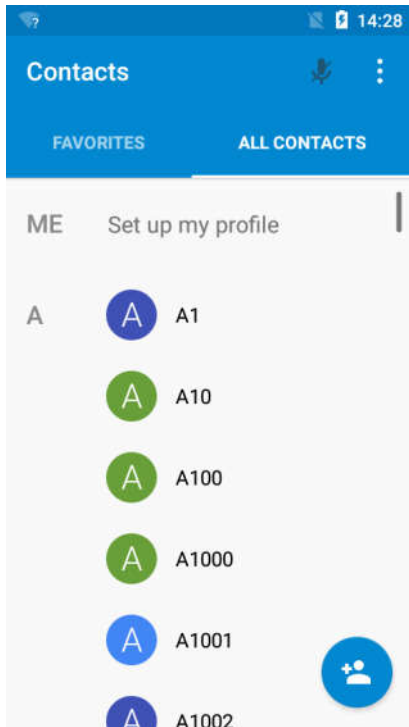 14:28
Contacts
FAVORITES ALL CONTACTS
ME Set up my profile
A A A1
A A10
A A100
A A1000
A A1001
A A1002